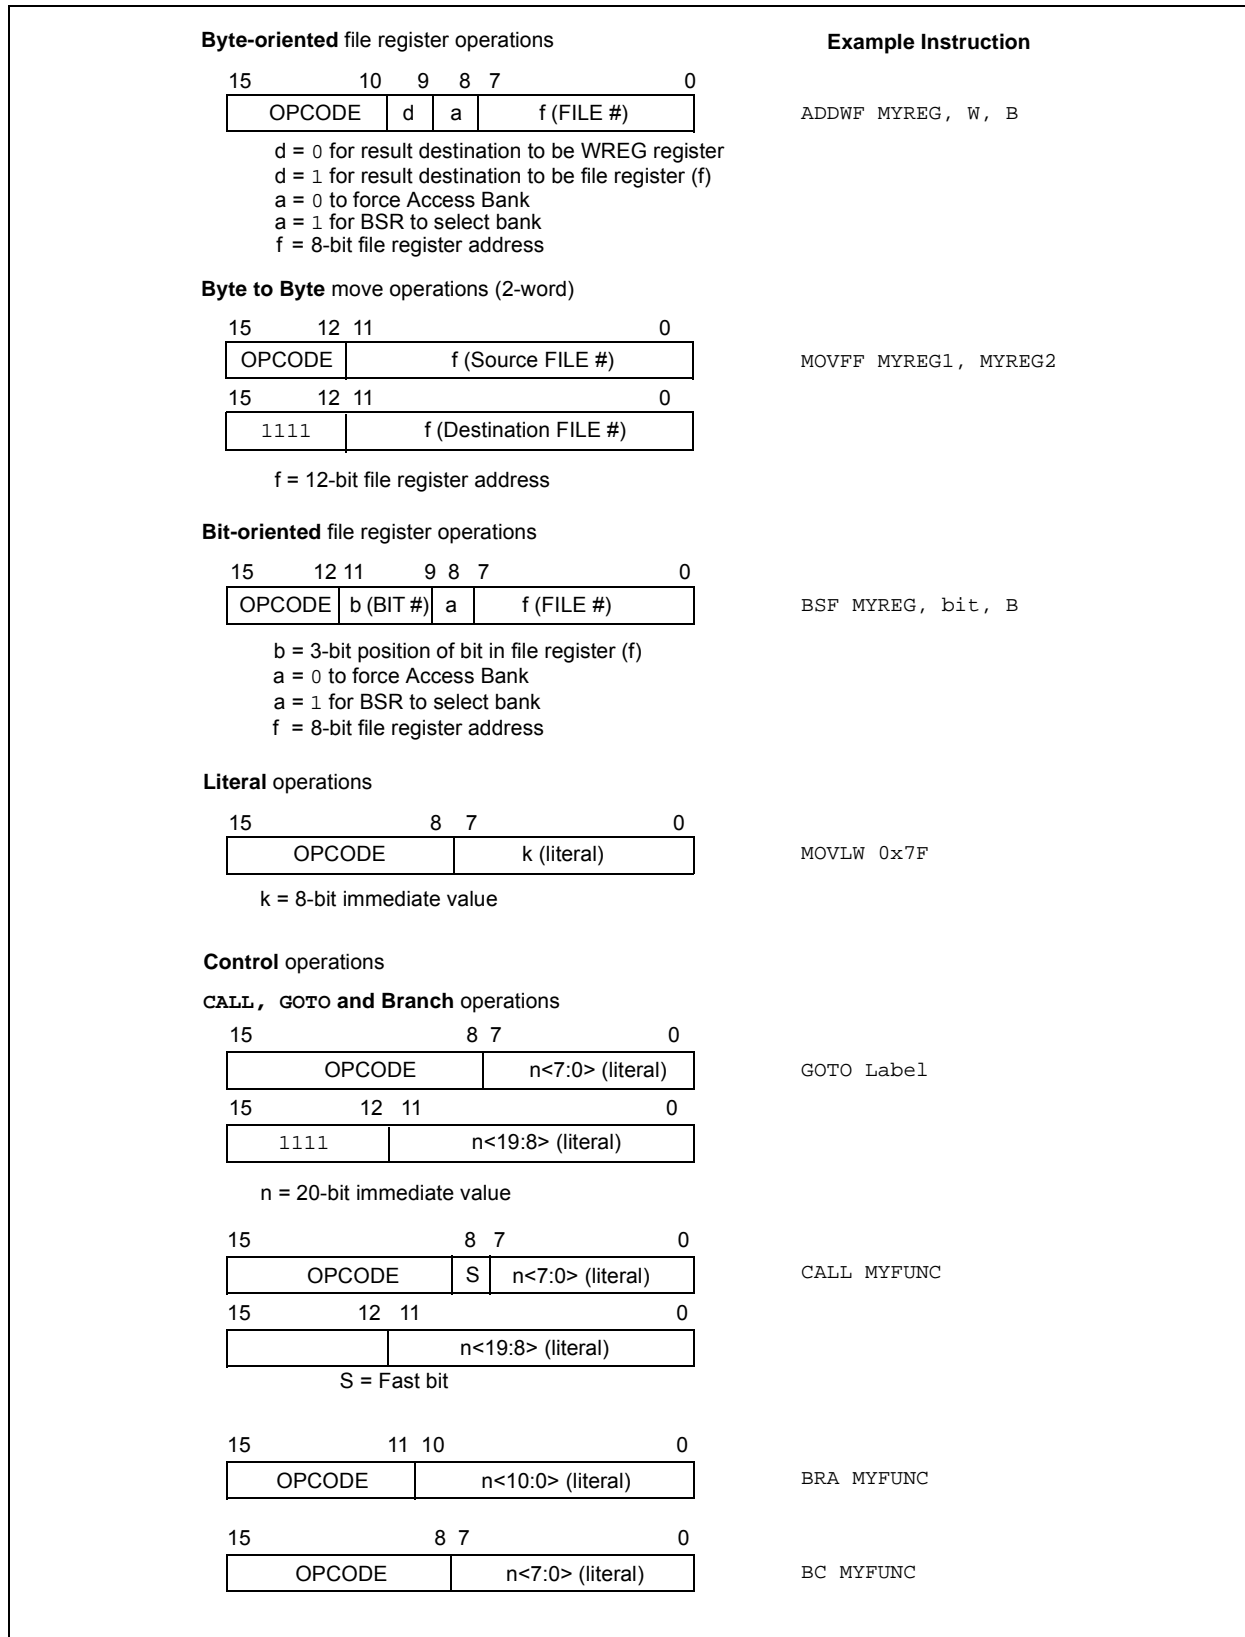 Byte-oriented file register operations
Example Instruction
15 10 9 8 7 0
OPCODE d a f (FILE #)
ADDWF MYREG, W, B
d = 0 for result destination to be WREG register
d = 1 for result destination to be file register (f)
a = 0 to force Access Bank
a = 1 for BSR to select bank
f = 8-bit file register address
Byte to Byte move operations (2-word)
15 12 11 0
OPCODE f (Source FILE #)
MOVFF MYREG1, MYREG2
15 12 11 0
1111 f (Destination FILE #)
f = 12-bit file register address
Bit-oriented file register operations
15 12 11 9 8 7 0
OPCODE b (BIT #) a f (FILE #)
BSF MYREG, bit, B
b = 3-bit position of bit in file register (f)
a = 0 to force Access Bank
a = 1 for BSR to select bank
f = 8-bit file register address
Literal operations
15 8 7 0
OPCODE k (literal)
MOVLW 0x7F
k = 8-bit immediate value
Control operations
CALL, GOTO and Branch operations
15 8 7 0
OPCODE n<7:0> (literal)
GOTO Label
15 12 11 0
1111 n<19:8> (literal)
n = 20-bit immediate value
15 8 7 0
OPCODE S n<7:0> (literal)
CALL MYFUNC
15 12 11 0
n<19:8> (literal)
S = Fast bit
15 11 10 0
OPCODE n<10:0> (literal)
BRA MYFUNC
15 8 7 0
OPCODE n<7:0> (literal)
BC MYFUNC